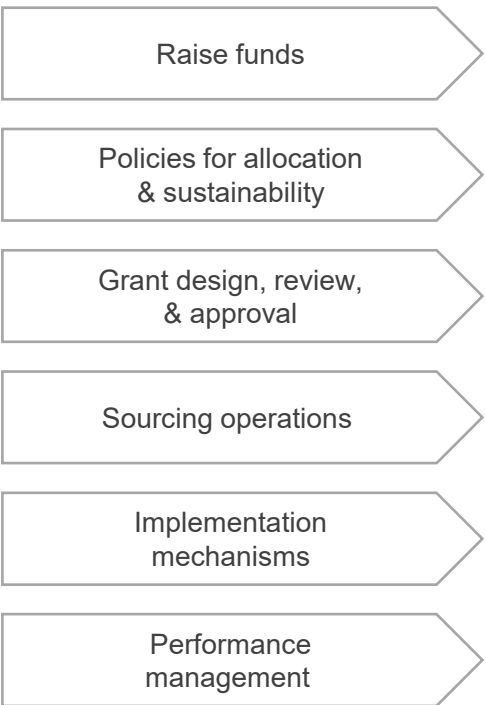 Raise funds
Policies for allocation
& sustainability
Grant design, review,
& approval
Sourcing operations
Implementation
mechanisms
Performance
management